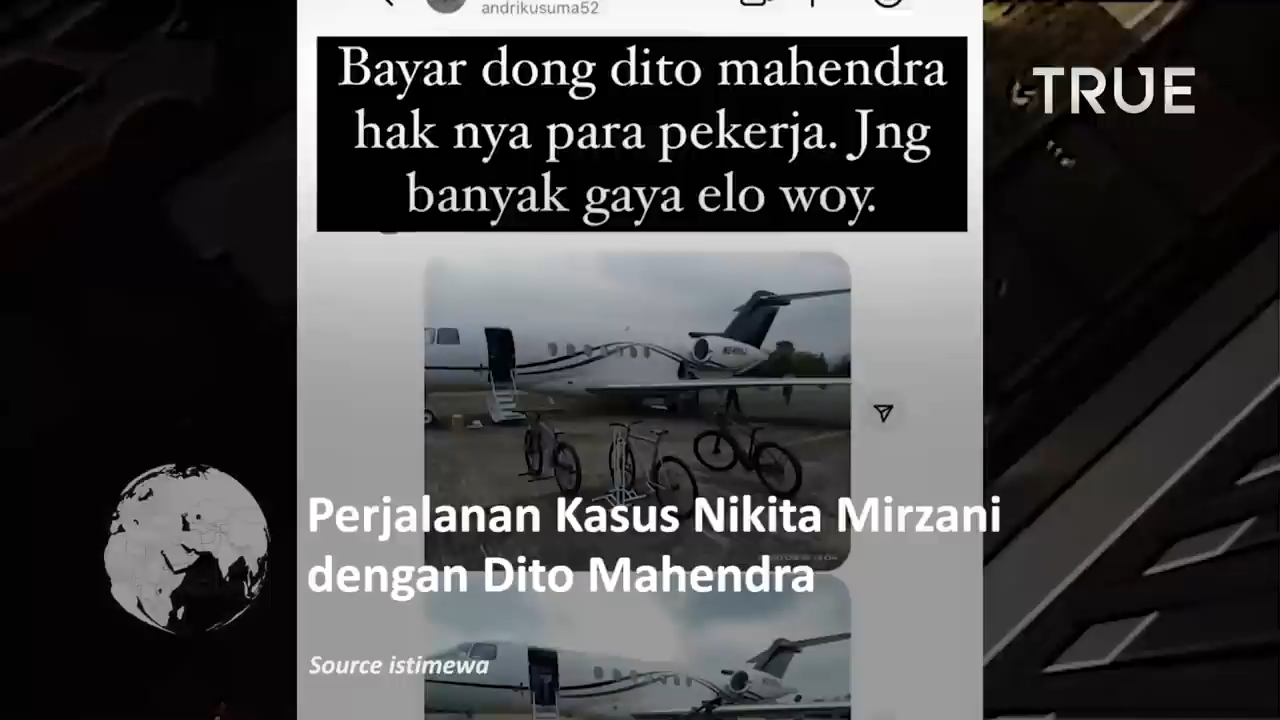 andrikusuma52
Bayar dong dito mahendra
hak nya para pekerja. Jng
banyak gaya elo woy.
TRUE
Perjalanan Kasus Nikita Mirzani
dengan Dito Mahendra
Source istimewa